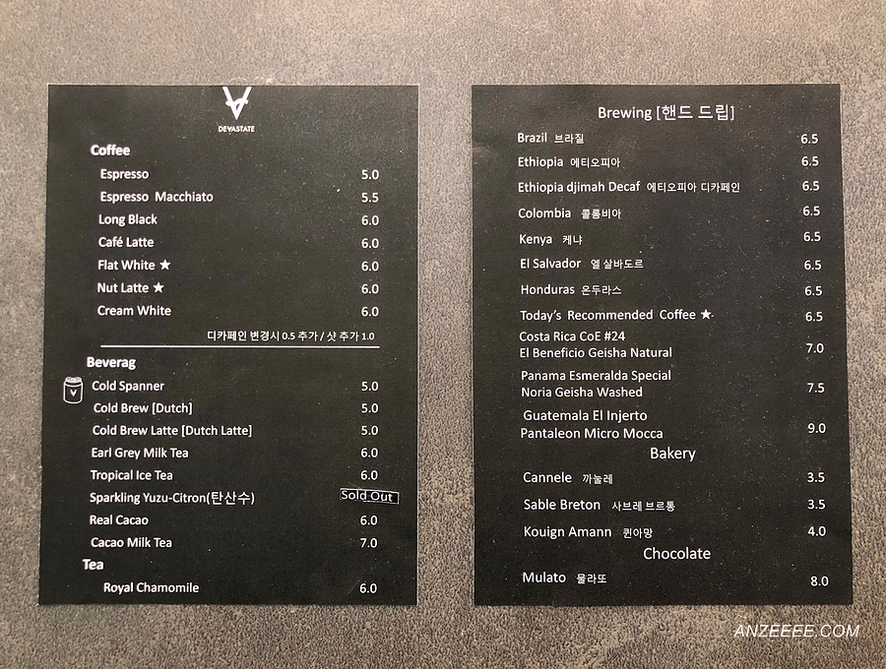 DEVASTATE
Coffee
Espresso 5.0
Espresso Macchiato 5.5
Long Black 6.0
Café Latte 6.0
Flat White ★ 6.0
Nut Latte ★ 6.0
Cream White 6.0
디카페인 변경시 0.5 추가 / 샷 추가 1.0
Beverag
Cold Spanner 5.0
Cold Brew [Dutch] 5.0
Cold Brew Latte [Dutch Latte] 5.0
Earl Grey Milk Tea 6.0
Tropical Ice Tea 6.0
Sparkling Yuzu-Citron(탄산수) Sold Out
Real Cacao 6.0
Cacao Milk Tea 7.0
Tea
Royal Chamomile 6.0
Brewing [핸드 드립]
Brazil 브라질 6.5
Ethiopia 에티오피아 6.5
Ethiopia djimah Decaf 에티오피아 디카페인 6.5
Colombia 콜롬비아 6.5
Kenya 케냐 6.5
El Salvador 엘 살바도르 6.5
Honduras 온두라스 6.5
Today's Recommended Coffee ★ 6.5
Costa Rica CoE #24
El Beneficio Geisha Natural 7.0
Panama Esmeralda Special
Noria Geisha Washed 7.5
Guatemala El Injerto
Pantaleon Micro Mocca 9.0
Bakery
Cannele 까눌레 3.5
Sable Breton 사브레 브르통 3.5
Kouign Amann 퀸아망 4.0
Chocolate
Mulato 물라또 8.0
ANZEEEE.COM